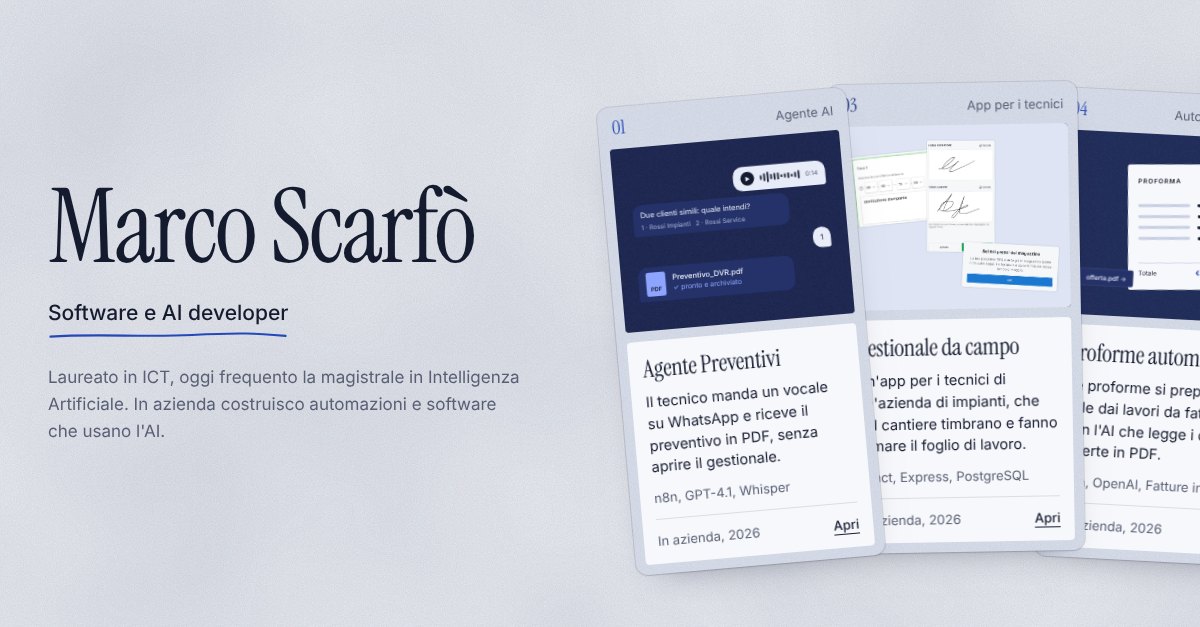 Marco Scarfò
Software e AI developer
Laureato in ICT, oggi frequento la magistrale in Intelligenza
Artificiale. In azienda costruisco automazioni e software
che usano l'AI.
01
Agente AI
0:14
Due clienti simili: quale intendi?
1 · Rossi Impianti 2 · Rossi Service
1
PDF
Preventivo_DVR.pdf
✓ pronto e archiviato
Agente Preventivi
Il tecnico manda un vocale
su WhatsApp e riceve il
preventivo in PDF, senza
aprire il gestionale.
n8n, GPT-4.1, Whisper
In azienda, 2026
Apri
03
App per i tecnici
estionale da campo
n'app per i tecnici di
'azienda di impianti, che
cantiere timbrano e fanno
mare il foglio di lavoro.
ct, Express, PostgreSQL
zienda, 2026
Apri
04
Auto
PROFORMA
Totale
€
offerta.pdf →
roforme autom
proforme si prep
le dai lavori da fat
n l'AI che legge i
erte in PDF.
, OpenAI, Fatture in
zienda, 2026